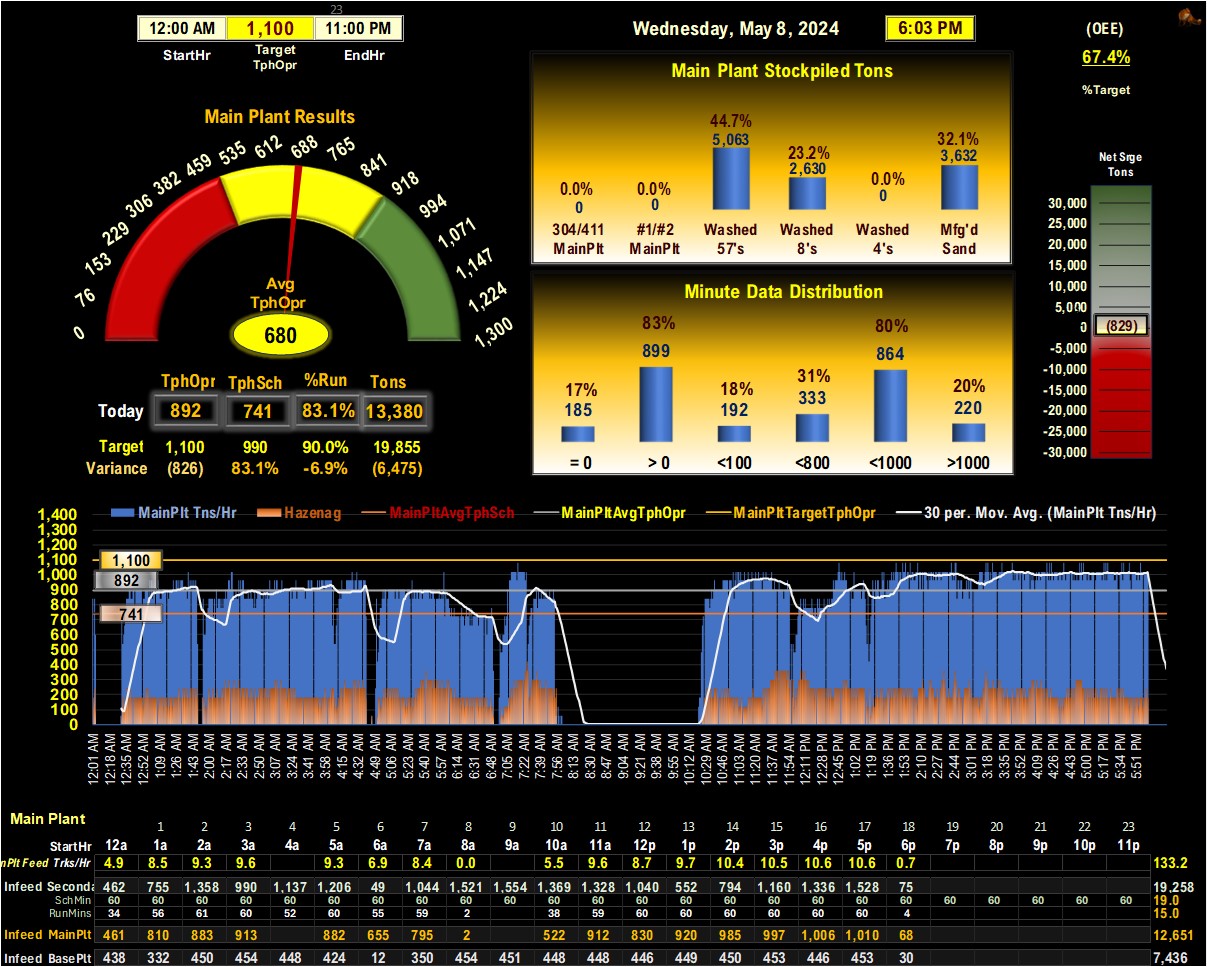 23
12:00 AM 1,100 11:00 PM
StartHr Target TphOpr EndHr
Wednesday, May 8, 2024 6:03 PM
(OEE)
67.4%
%Target
Main Plant Results
0 76 153 229 306 382 459 535 612 688 765 841 918 994 1,071 1,147 1,224 1,300
Avg
TphOpr
680
TphOpr TphSch %Run Tons
Today 892 741 83.1% 13,380
Target 1,100 990 90.0% 19,855
Variance (826) 83.1% -6.9% (6,475)
Main Plant Stockpiled Tons
0.0% 0.0% 44.7% 23.2% 0.0% 32.1%
0 0 5,063 2,630 0 3,632
304/411 #1/#2 Washed Washed Washed Mfg'd
MainPlt MainPlt 57's 8's 4's Sand
Minute Data Distribution
17% 83% 18% 31% 80% 20%
185 899 192 333 864 220
= 0 > 0 <100 <800 <1000 >1000
Net Srge
Tons
30,000
25,000
20,000
15,000
10,000
5,000
0 (829)
-5,000
-10,000
-15,000
-20,000
-25,000
-30,000
MainPlt Tns/Hr Hazenag MainPltAvgTphSch MainPltAvgTphOpr MainPltTargetTphOpr 30 per. Mov. Avg. (MainPlt Tns/Hr)
1,400
1,300
1,200
1,100 1,100
1,000 892
900
800
700 741
600
500
400
300
200
100
0
12:01 AM 12:18 AM 12:35 AM 12:52 AM 1:09 AM 1:26 AM 1:43 AM 2:00 AM 2:17 AM 2:33 AM 2:50 AM 3:07 AM 3:24 AM 3:41 AM 3:58 AM 4:15 AM 4:32 AM 4:49 AM 5:06 AM 5:23 AM 5:40 AM 5:57 AM 6:14 AM 6:31 AM 6:48 AM 7:05 AM 7:22 AM 7:39 AM 7:56 AM 8:13 AM 8:30 AM 8:47 AM 9:04 AM 9:21 AM 9:38 AM 9:55 AM 10:12 AM 10:29 AM 10:46 AM 11:03 AM 11:20 AM 11:37 AM 11:54 AM 12:11 PM 12:28 PM 12:45 PM 1:02 PM 1:19 PM 1:36 PM 1:53 PM 2:10 PM 2:27 PM 2:44 PM 3:01 PM 3:18 PM 3:35 PM 3:52 PM 4:09 PM 4:26 PM 4:43 PM 5:00 PM 5:17 PM 5:34 PM 5:51 PM
Main Plant
1 2 3 4 5 6 7 8 9 10 11 12 13 14 15 16 17 18 19 20 21 22 23
StartHr 12a 1a 2a 3a 4a 5a 6a 7a 8a 9a 10a 11a 12p 1p 2p 3p 4p 5p 6p 7p 8p 9p 10p 11p
nPlt Feed Trks/Hr 4.9 8.5 9.3 9.6 9.3 6.9 8.4 0.0 5.5 9.6 8.7 9.7 10.4 10.5 10.6 10.6 0.7 133.2
Infeed Seconda 462 755 1,358 990 1,137 1,206 49 1,044 1,521 1,554 1,369 1,328 1,040 552 794 1,160 1,336 1,528 75 19,258
SchMin 60 60 60 60 60 60 60 60 60 60 60 60 60 60 60 60 60 60 60 60 60 60 60 60 19.0
RunMins 34 56 61 60 52 60 55 59 2 38 59 60 60 60 60 60 60 4 15.0
Infeed MainPlt 461 810 883 913 882 655 795 2 522 912 830 920 985 997 1,006 1,010 68 12,651
Infeed BasePlt 438 332 450 454 448 424 12 350 454 451 448 448 446 449 450 453 446 453 30 7,436